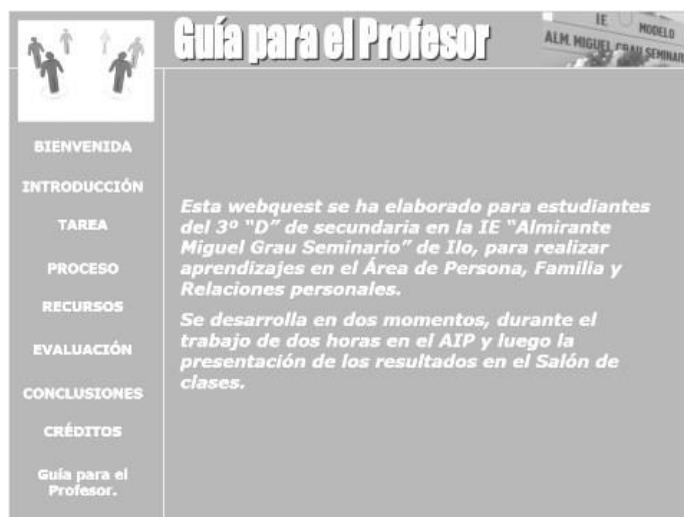 Guía para el Profesor
IE MODELO
ALM. MIGUEL GRAU SEMINARIO
BIENVENIDA
INTRODUCCIÓN
TAREA
PROCESO
RECURSOS
EVALUACIÓN
CONCLUSIONES
CRÉDITOS
Guía para el
Profesor.
Esta webquest se ha elaborado para estudiantes
del 3º “D” de secundaria en la IE “Almirante
Miguel Grau Seminario” de Ilo, para realizar
aprendizajes en el Área de Persona, Familia y
Relaciones personales.
Se desarrolla en dos momentos, durante el
trabajo de dos horas en el AIP y luego la
presentación de los resultados en el Salón de
clases.